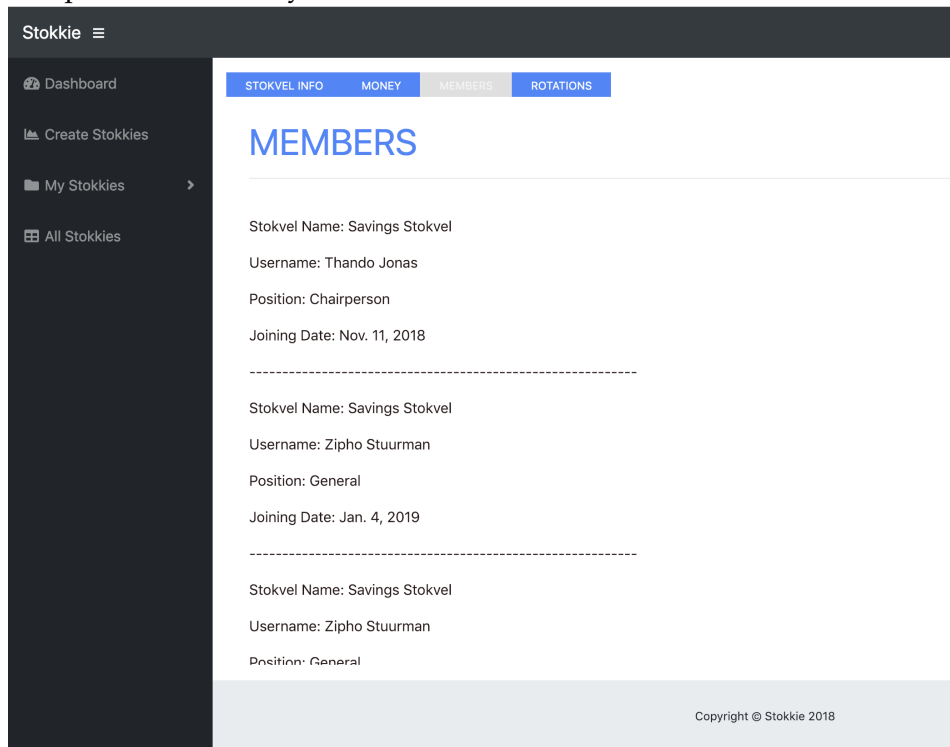 Stokkie
Dashboard
Create Stokkies
My Stokkies
All Stokkies
STOKVEL INFO MONEY MEMBERS ROTATIONS
MEMBERS
Stokvel Name: Savings Stokvel
Username: Thando Jonas
Position: Chairperson
Joining Date: Nov. 11, 2018
-----------------------------------------------------------
Stokvel Name: Savings Stokvel
Username: Zipho Stuurman
Position: General
Joining Date: Jan. 4, 2019
-----------------------------------------------------------
Stokvel Name: Savings Stokvel
Username: Zipho Stuurman
Position: General
Copyright © Stokkie 2018